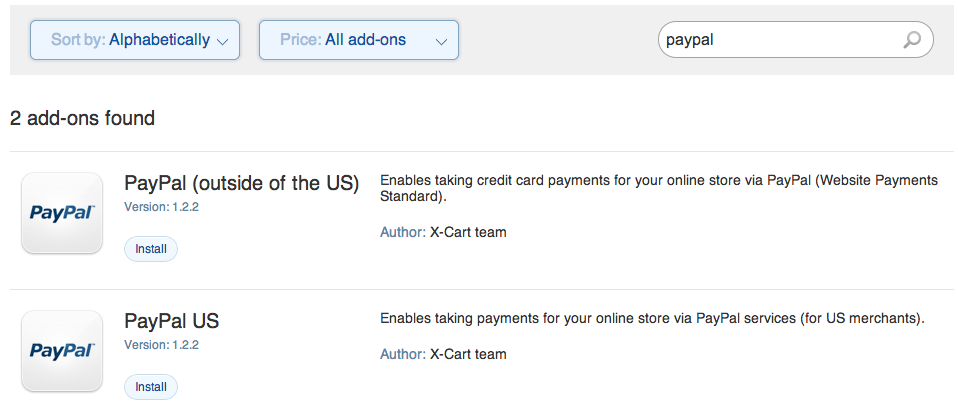 Sort by: Alphabetically
Price: All add-ons
paypal
2 add-ons found
PayPal™
PayPal (outside of the US)
Version: 1.2.2
Install
Enables taking credit card payments for your online store via PayPal (Website Payments
Standard).
Author: X-Cart team
PayPal™
PayPal US
Version: 1.2.2
Install
Enables taking payments for your online store via PayPal services (for US merchants).
Author: X-Cart team